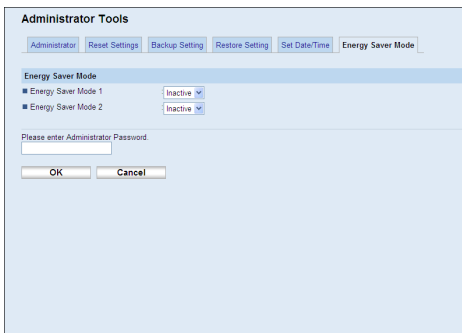 Administrator Tools
Administrator Reset Settings Backup Setting Restore Setting Set Date/Time Energy Saver Mode
Energy Saver Mode
Energy Saver Mode 1 : Inactive
Energy Saver Mode 2 : Inactive
Please enter Administrator Password.
OK Cancel